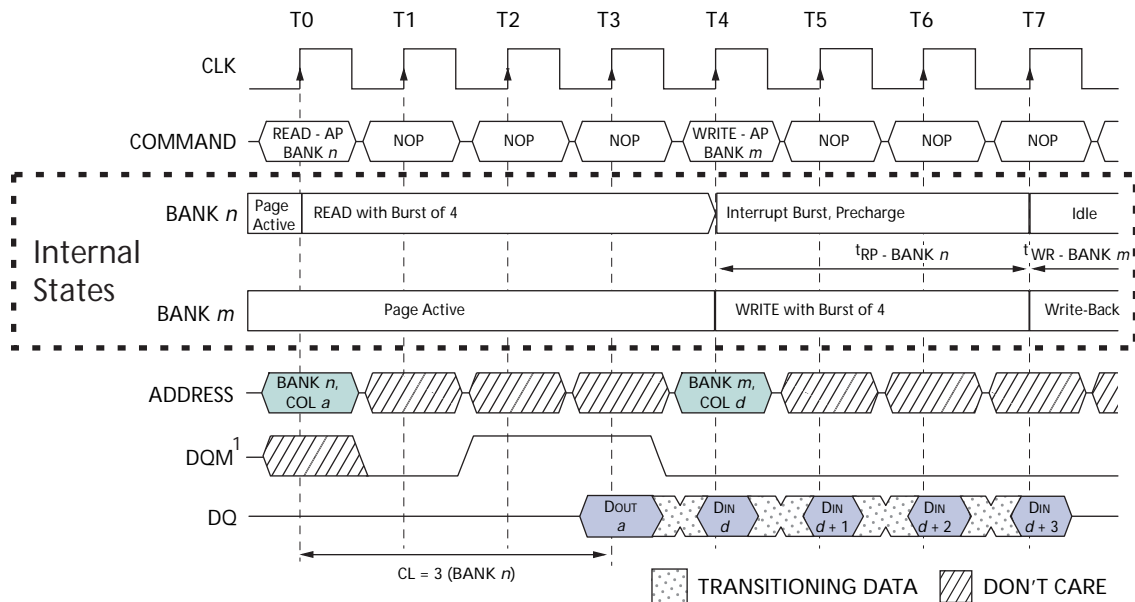 T0 T1 T2 T3 T4 T5 T6 T7
CLK
COMMAND
READ - AP
BANK n
NOP
NOP
NOP
WRITE - AP
BANK m
NOP
NOP
NOP
Internal
States
BANK n
Page
Active
READ with Burst of 4
Interrupt Burst, Precharge
Idle
tRP - BANK n
tWR - BANK m
BANK m
Page Active
WRITE with Burst of 4
Write-Back
ADDRESS
BANK n,
COL a
BANK m,
COL d
DQM1
DQ
DOUT
a
DIN
d
DIN
d + 1
DIN
d + 2
DIN
d + 3
CL = 3 (BANK n)
TRANSITIONING DATA
DON'T CARE